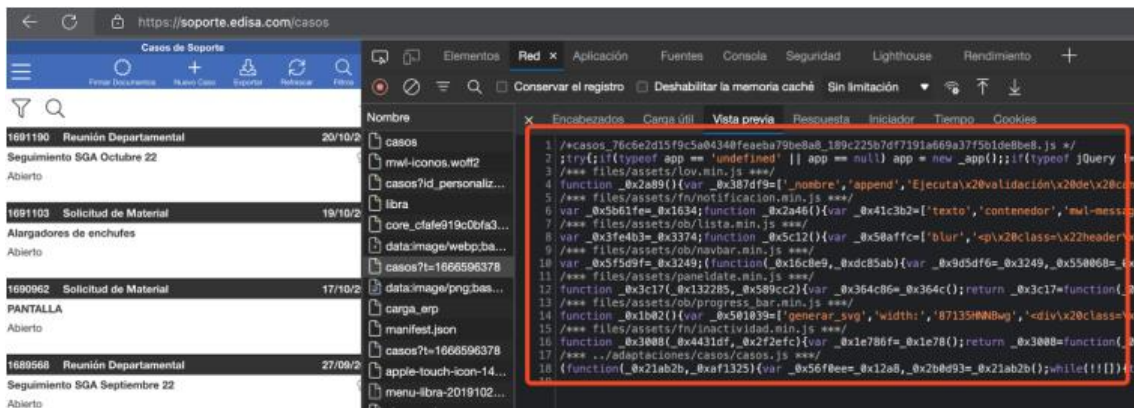 https://soporte.edisa.com/casos
Casos de Soporte
Firmar Documentos Nuevo Caso Exportar Refrescar Filtros
1691190 Reunión Departamental 20/10/2
Seguimiento SGA Octubre 22
Abierto
1691103 Solicitud de Material 19/10/2
Alargadores de enchufes
Abierto
1690962 Solicitud de Material 17/10/2
PANTALLA
Abierto
1689568 Reunión Departamental 27/09/2
Seguimiento SGA Septiembre 22
Abierto
Elementos Red × Aplicación Fuentes Consola Seguridad Lighthouse Rendimiento +
Conservar el registro Deshabilitar la memoria caché Sin limitación
Nombre
casos
mwl-iconos.woff2
casos?id_personaliz...
libra
core_cfafe919c0bfa3...
data:image/webp;ba...
casos?t=1666596378
data:image/png;bas...
carga_erp
manifest.json
casos?t=1666596378
apple-touch-icon-14...
menu-libra-2019102...
× Encabezados Carga útil Vista previa Respuesta Iniciador Tiempo Cookies
1 /*casos_76c6e2d15f9c5a04340feaeba79be8a0_189c225b7df7191a669a37f5b1de8be8.js */
2 ;try{;if(typeof app == 'undefined' || app == null) app = new _app();;if(typeof jQuery !=
3 /*** files/assets/lov.min.js ***/
4 function _0x2a89(){var _0x387df9=['_nombre','append','Ejecuta\x20validación\x20de\x20cam
5 /*** files/assets/fn/notificacion.min.js ***/
6 var _0x5b61fe=_0x1634;function _0x2a46(){var _0x41c3b2=['texto','contenedor','mwl-messag
7 /*** files/assets/ob/lista.min.js ***/
8 var _0x3fe4b3=_0x3374;function _0x5c12(){var _0x50affc=['blur','<p\x20class=\x22header
9 /*** files/assets/ob/navbar.min.js ***/
10 var _0x5f5d9f=_0x3249;(function(_0x16c8e9,_0xdc85ab){var _0x9d5df6=_0x3249,_0x550068=_0
11 /*** files/assets/paneldate.min.js ***/
12 function _0x3c17(_0x132285,_0x589cc2){var _0x364c86=_0x364c();return _0x3c17=function(_0
13 /*** files/assets/ob/progress_bar.min.js ***/
14 function _0x1b02(){var _0x501039=['generar_svg','width:','87135HNNBwg','<div\x20class=
15 /*** files/assets/fn/inactividad.min.js ***/
16 function _0x3008(_0x4431df,_0x2f2efc){var _0x1e786f=_0x1e78();return _0x3008=function(_0
17 /*** ../adaptaciones/casos/casos.js ***/
18 (function(_0x21ab2b,_0xaf1325){var _0x56f0ee=_0x12a8,_0x2b0d93=_0x21ab2b();while(!![]){t